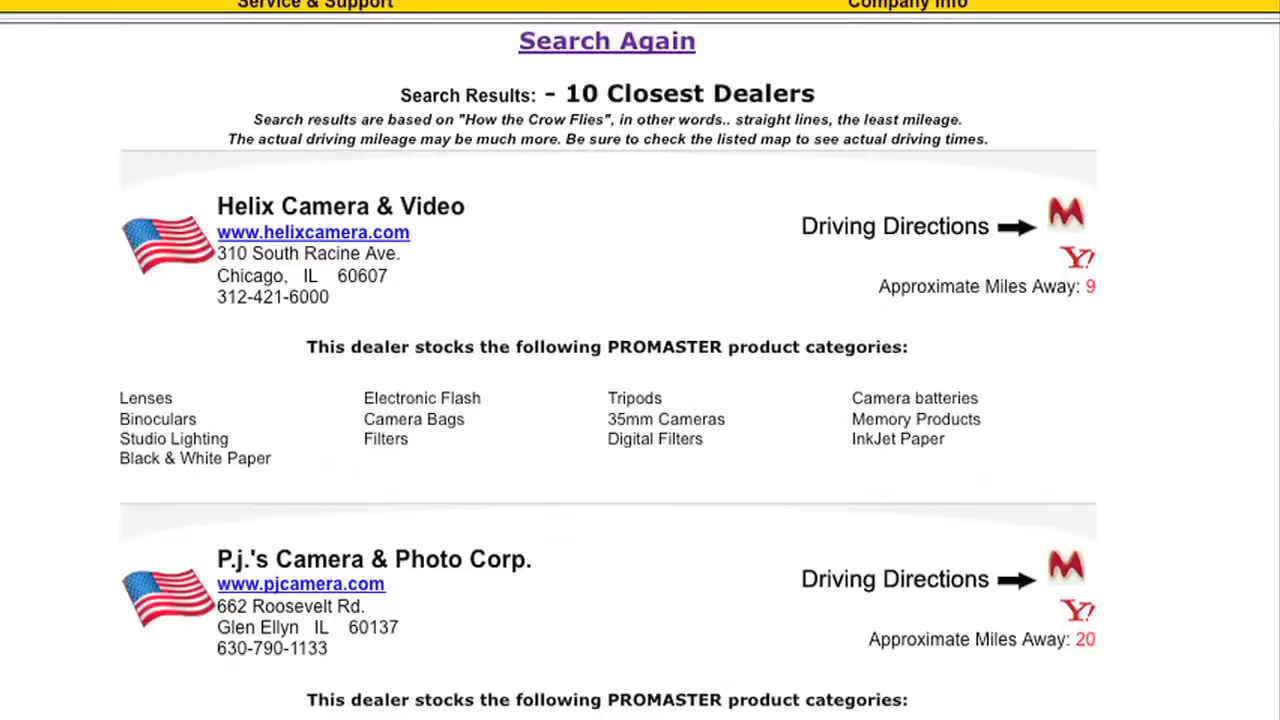 Service & Support
Company Info
Search Again
Search Results: - 10 Closest Dealers
Search results are based on "How the Crow Flies", in other words.. straight lines, the least mileage.
The actual driving mileage may be much more. Be sure to check the listed map to see actual driving times.
Helix Camera & Video
www.helixcamera.com
310 South Racine Ave.
Chicago, IL 60607
312-421-6000
Driving Directions
M
Y!
Approximate Miles Away: 9
This dealer stocks the following PROMASTER product categories:
Lenses Electronic Flash Tripods Camera batteries
Binoculars Camera Bags 35mm Cameras Memory Products
Studio Lighting Filters Digital Filters InkJet Paper
Black & White Paper
P.j.'s Camera & Photo Corp.
www.pjcamera.com
662 Roosevelt Rd.
Glen Ellyn IL 60137
630-790-1133
Driving Directions
M
Y!
Approximate Miles Away: 20
This dealer stocks the following PROMASTER product categories: